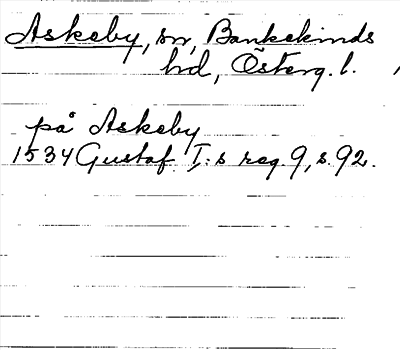 Askeby, sn, Bankekinds
hd, Österg. l.
på Askeby
1534 Gustaf I:s reg. 9, s. 92.